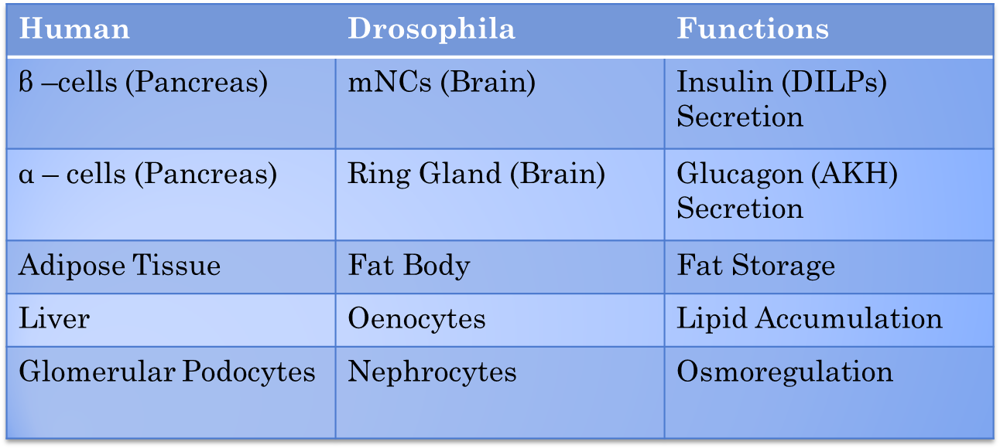 Human Drosophila Functions
β –cells (Pancreas) mNCs (Brain) Insulin (DILPs)
Secretion
α – cells (Pancreas) Ring Gland (Brain) Glucagon (AKH)
Secretion
Adipose Tissue Fat Body Fat Storage
Liver Oenocytes Lipid Accumulation
Glomerular Podocytes Nephrocytes Osmoregulation